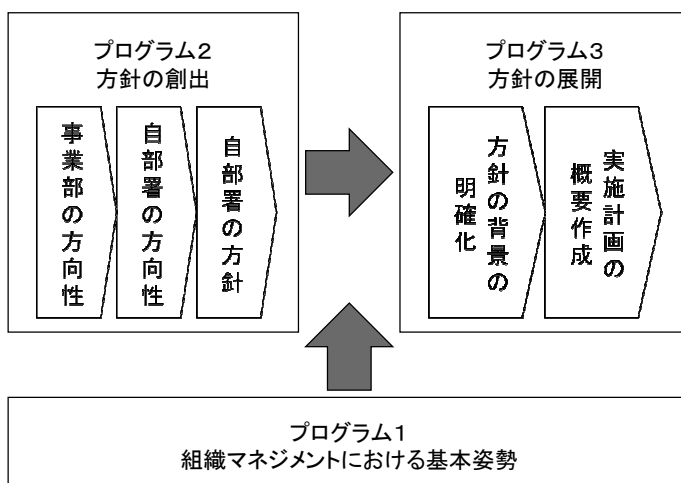 プログラム2
方針の創出
事業部の方向性
自部署の方向性
自部署の方針
プログラム3
方針の展開
方針の背景の
明確化
実施計画の
概要作成
プログラム1
組織マネジメントにおける基本姿勢